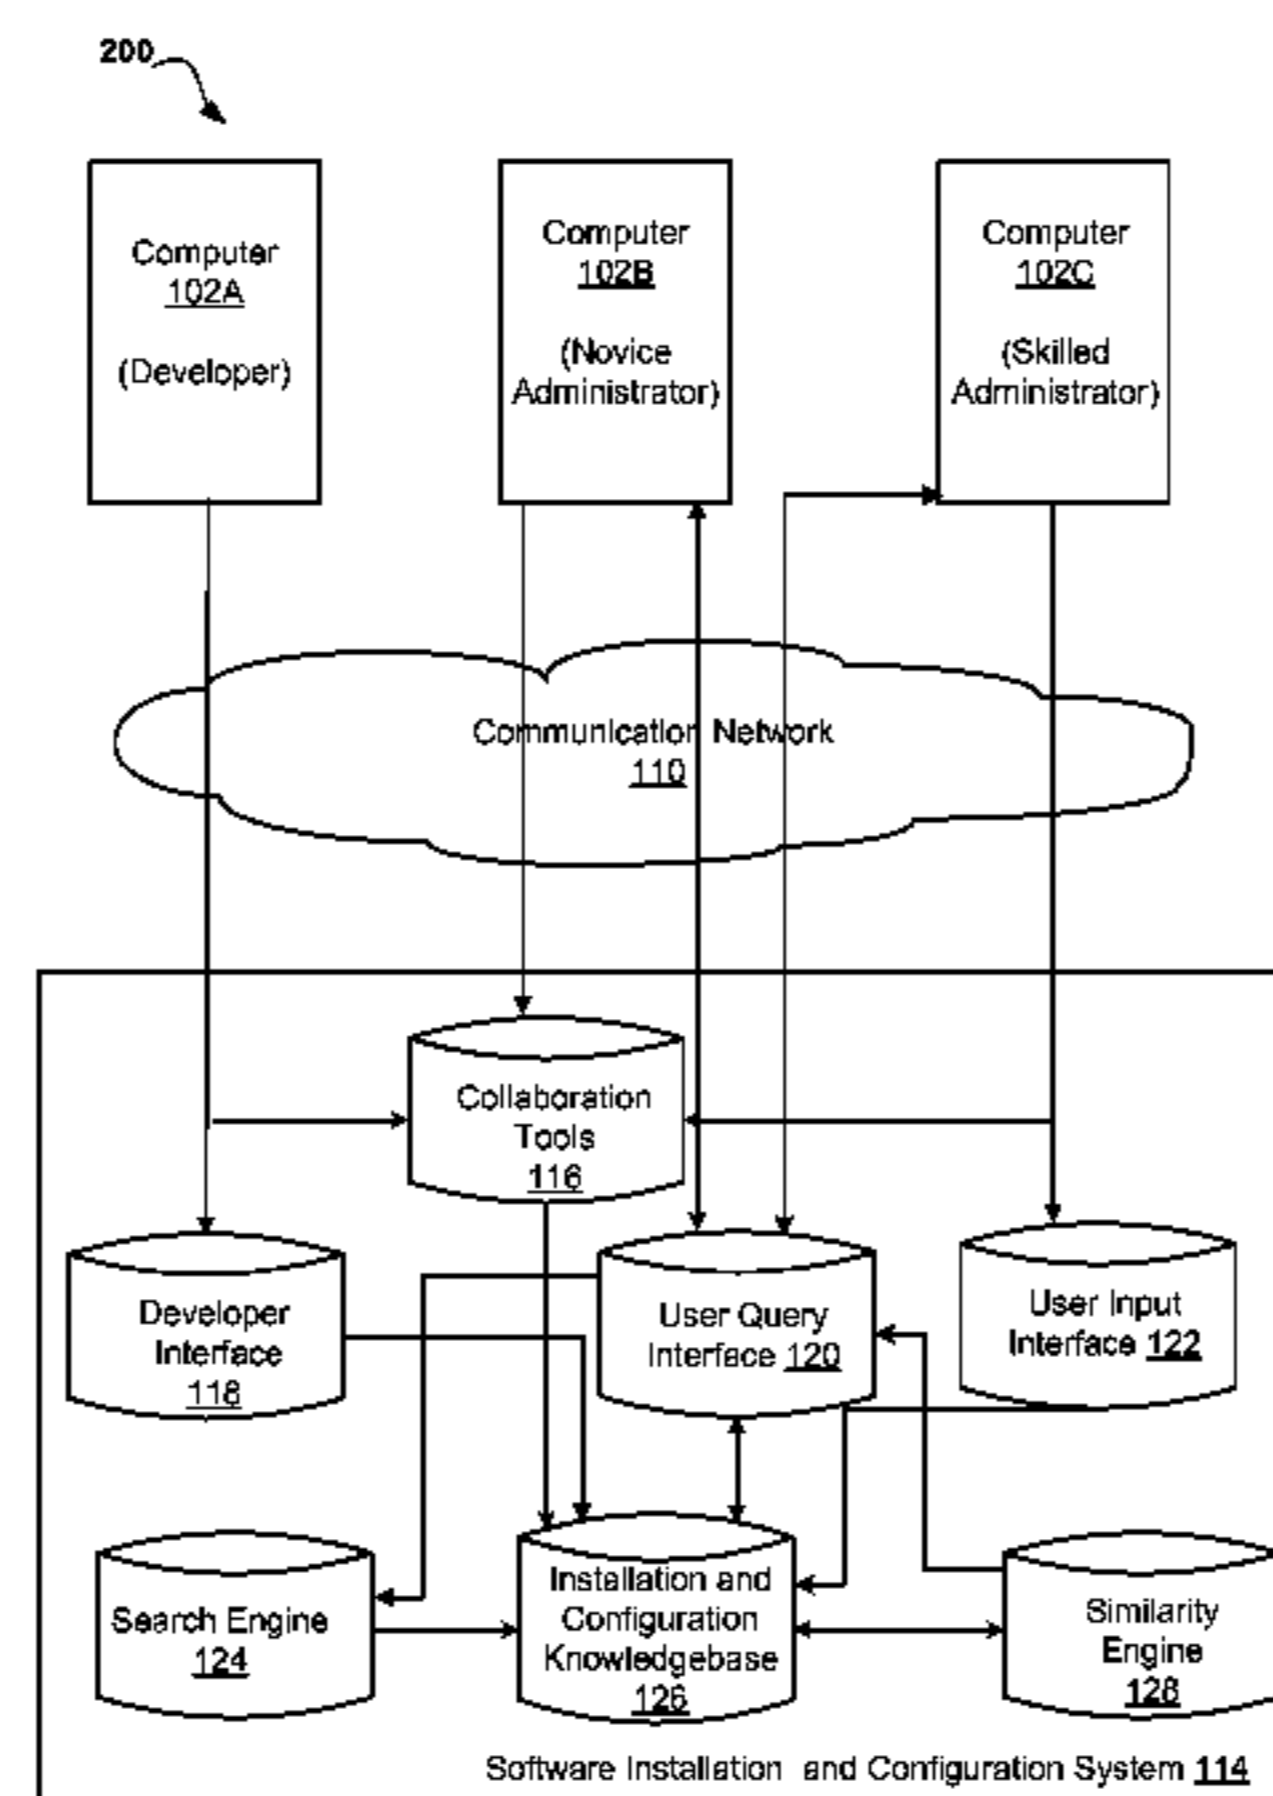 200
Computer
102A
(Developer)
Computer
102B
(Novice
Administrator)
Computer
102C
(Skilled
Administrator)
Communication Network
110
Collaboration
Tools
116
Developer
Interface
118
User Query
Interface 120
User Input
Interface 122
Search Engine
124
Installation and
Configuration
Knowledgebase
126
Similarity
Engine
128
Software Installation and Configuration System 114